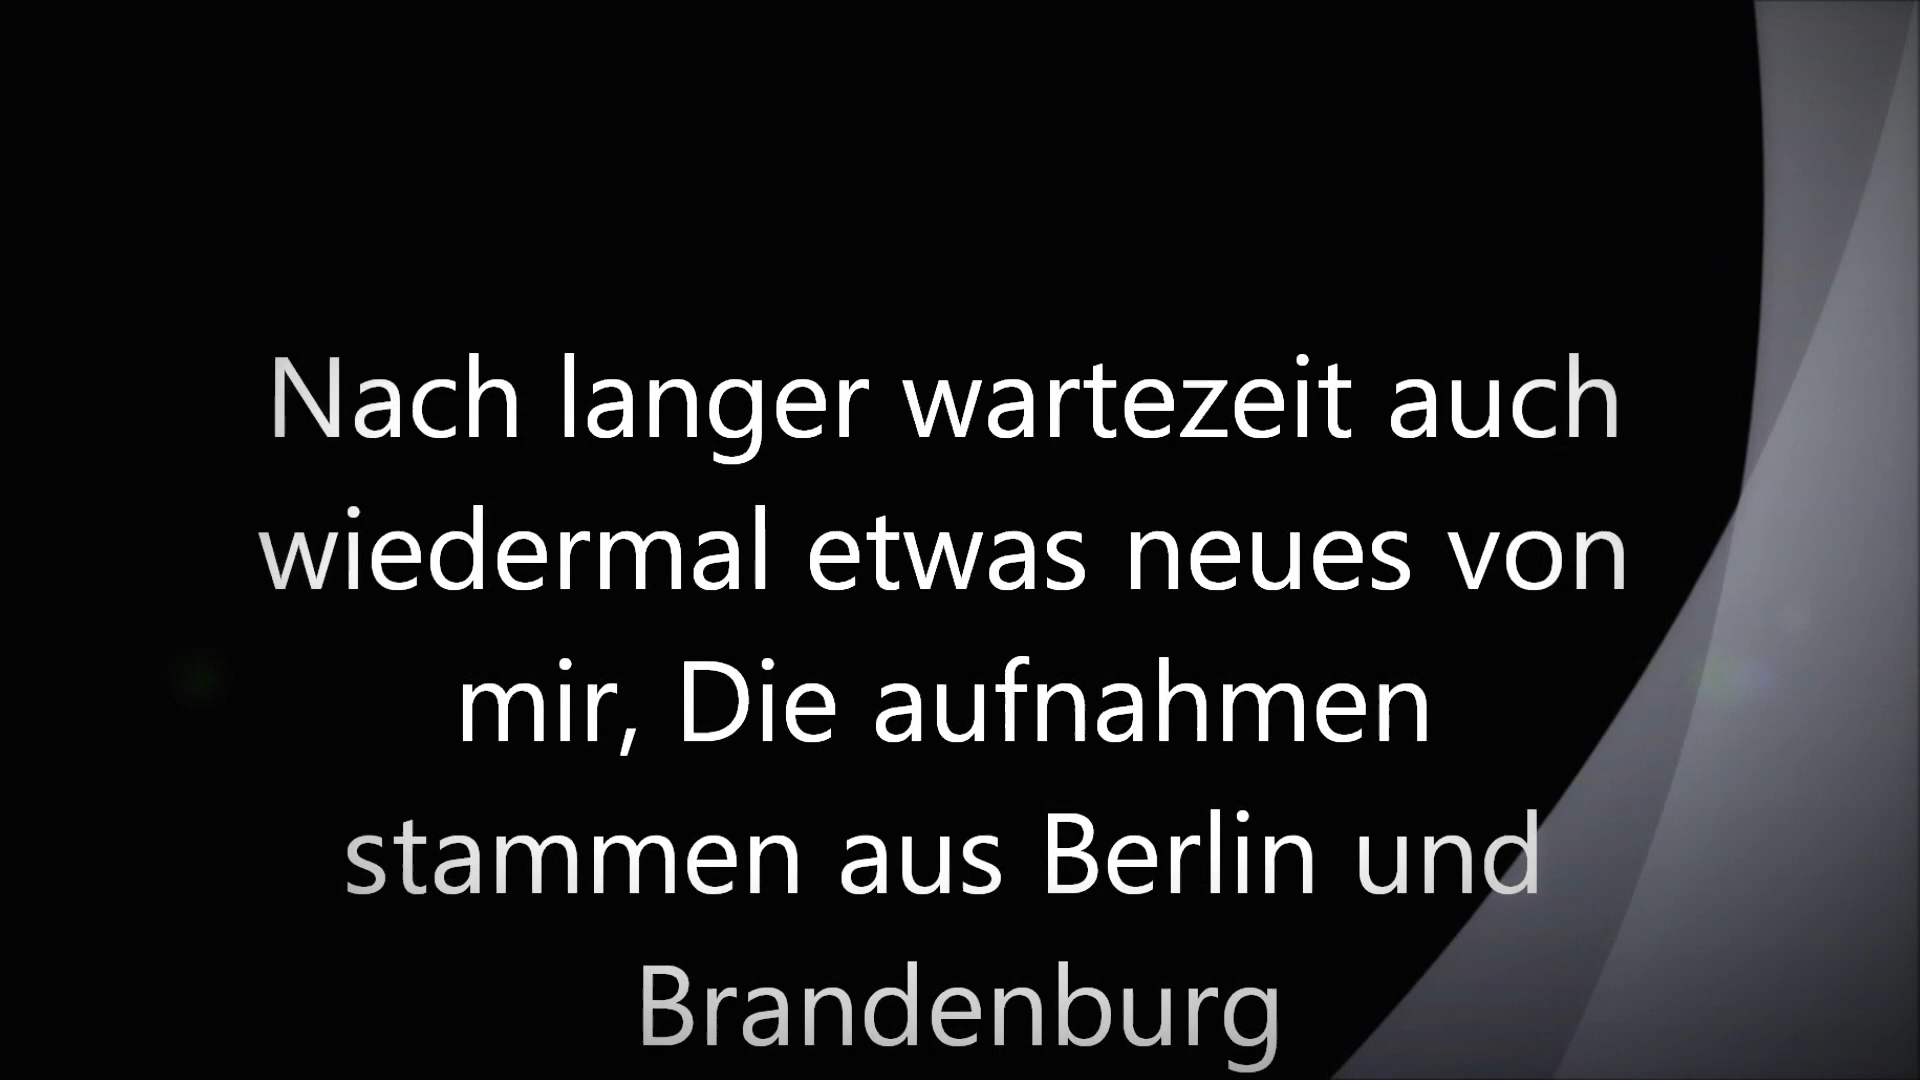 Nach langer wartezeit auch
wiedermal etwas neues von
mir, Die aufnahmen
stammen aus Berlin und
Brandenburg